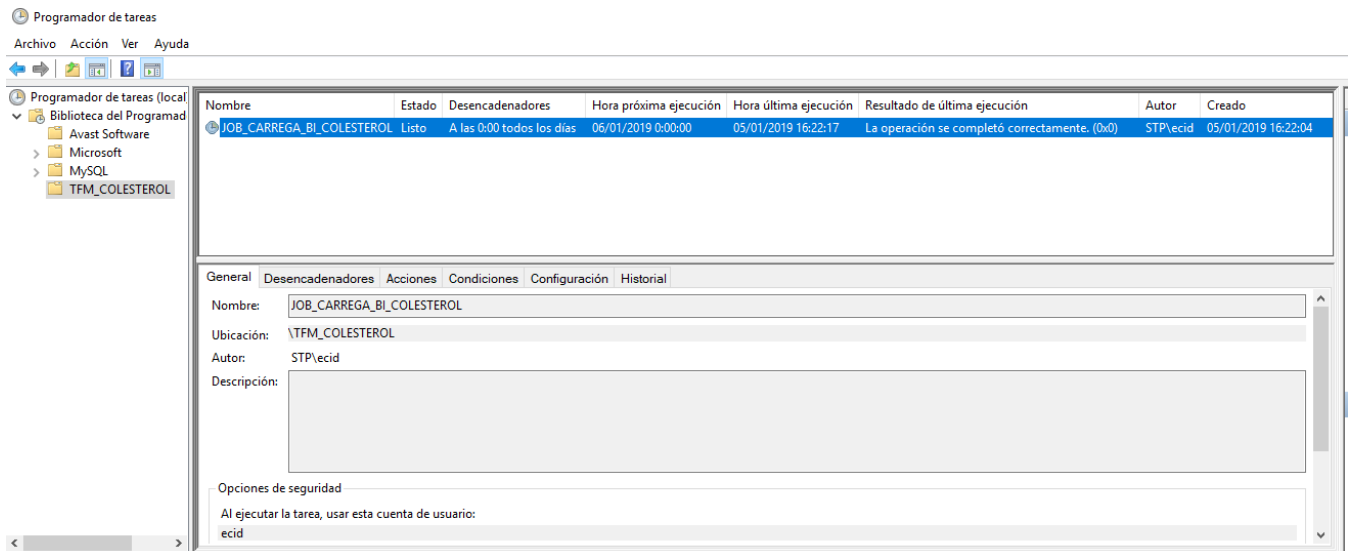 Programador de tareas
Archivo Acción Ver Ayuda
Programador de tareas (local
Biblioteca del Programad
Avast Software
Microsoft
MySQL
TFM_COLESTEROL
Nombre Estado Desencadenadores Hora próxima ejecución Hora última ejecución Resultado de última ejecución Autor Creado
JOB_CARREGA_BI_COLESTEROL Listo A las 0:00 todos los días 06/01/2019 0:00:00 05/01/2019 16:22:17 La operación se completó correctamente. (0x0) STP\ecid 05/01/2019 16:22:04
General Desencadenadores Acciones Condiciones Configuración Historial
Nombre: JOB_CARREGA_BI_COLESTEROL
Ubicación: \TFM_COLESTEROL
Autor: STP\ecid
Descripción:
Opciones de seguridad
Al ejecutar la tarea, usar esta cuenta de usuario:
ecid